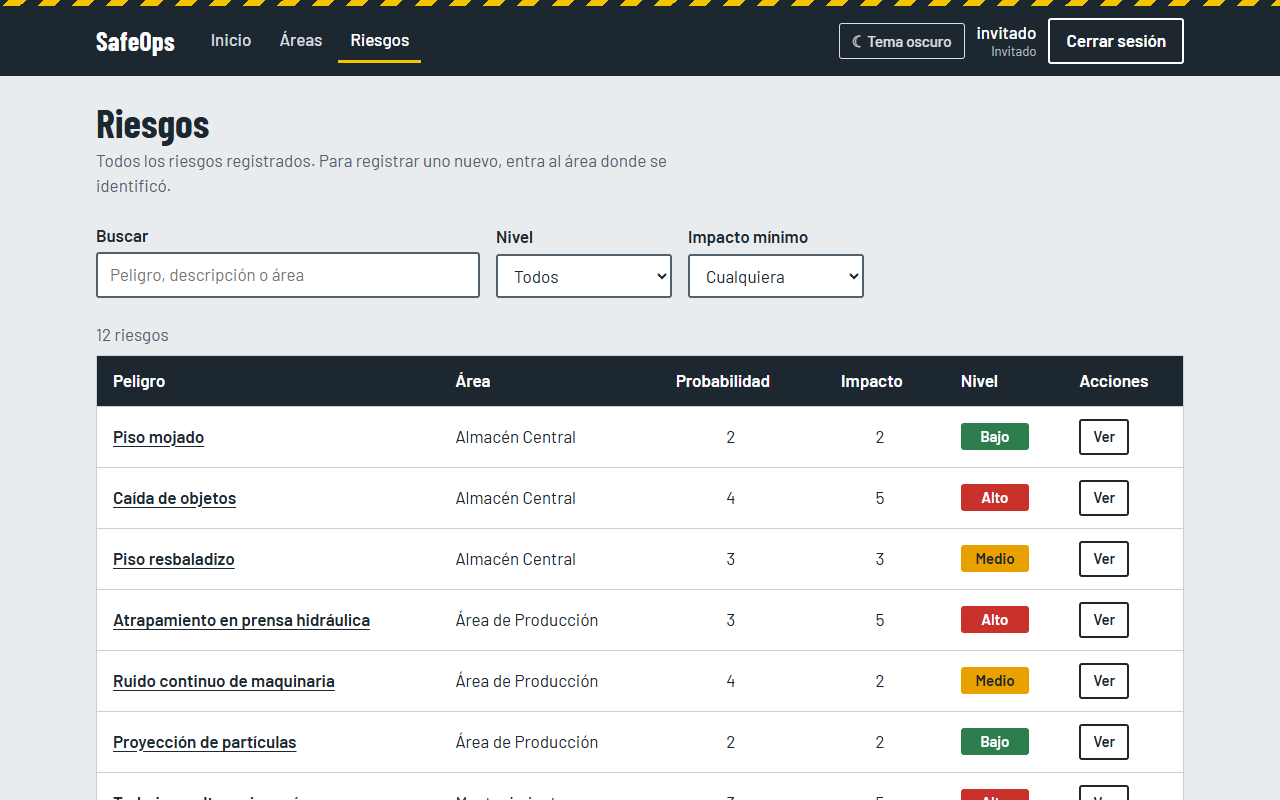 SafeOps Inicio Áreas Riesgos ☾ Tema oscuro invitado Cerrar sesión
Invitado
Riesgos
Todos los riesgos registrados. Para registrar uno nuevo, entra al área donde se
identificó.
Buscar Nivel Impacto mínimo
Peligro, descripción o área Todos Cualquiera
12 riesgos
Peligro Área Probabilidad Impacto Nivel Acciones
Piso mojado Almacén Central 2 2 Bajo Ver
Caída de objetos Almacén Central 4 5 Alto Ver
Piso resbaladizo Almacén Central 3 3 Medio Ver
Atrapamiento en prensa hidráulica Área de Producción 3 5 Alto Ver
Ruido continuo de maquinaria Área de Producción 4 2 Medio Ver
Proyección de partículas Área de Producción 2 2 Bajo Ver